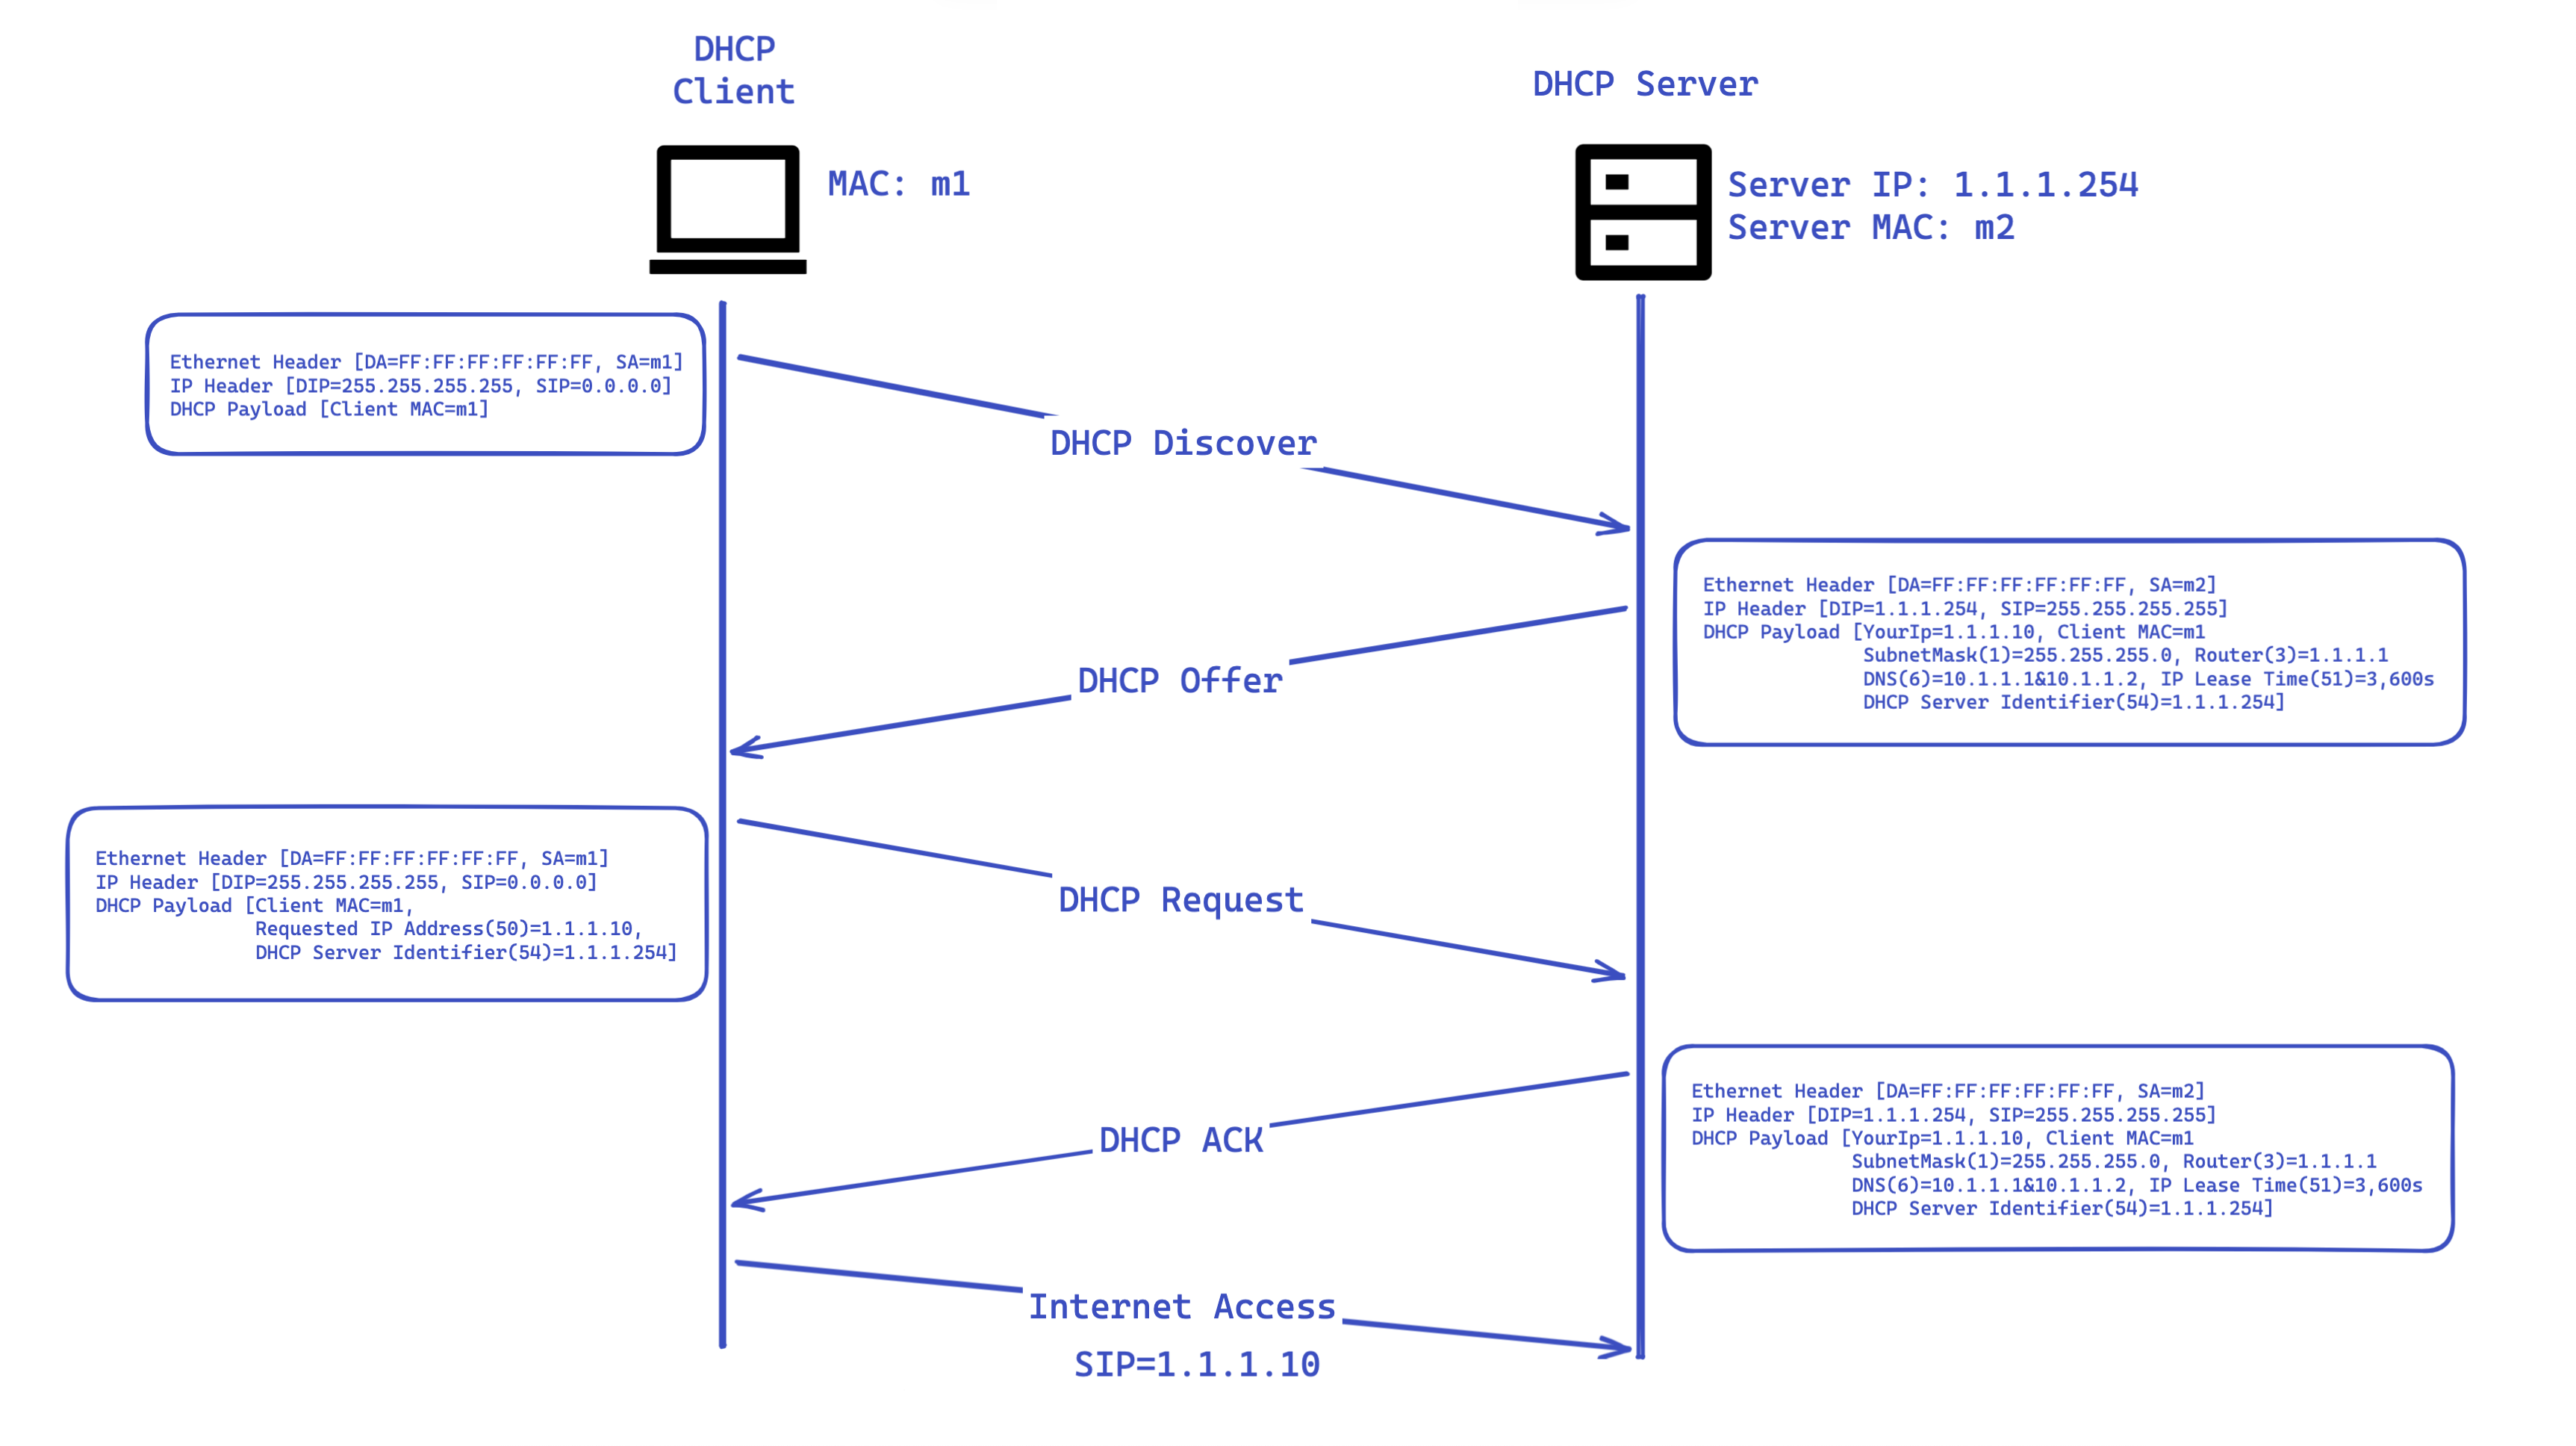 DHCP
Client
DHCP Server
MAC: m1
Server IP: 1.1.1.254
Server MAC: m2
Ethernet Header [DA=FF:FF:FF:FF:FF:FF, SA=m1]
IP Header [DIP=255.255.255.255, SIP=0.0.0.0]
DHCP Payload [Client MAC=m1]
DHCP Discover
Ethernet Header [DA=FF:FF:FF:FF:FF:FF, SA=m2]
IP Header [DIP=1.1.1.254, SIP=255.255.255.255]
DHCP Payload [YourIp=1.1.1.10, Client MAC=m1
SubnetMask(1)=255.255.255.0, Router(3)=1.1.1.1
DNS(6)=10.1.1.1&10.1.1.2, IP Lease Time(51)=3,600s
DHCP Server Identifier(54)=1.1.1.254]
DHCP Offer
Ethernet Header [DA=FF:FF:FF:FF:FF:FF, SA=m1]
IP Header [DIP=255.255.255.255, SIP=0.0.0.0]
DHCP Payload [Client MAC=m1,
Requested IP Address(50)=1.1.1.10,
DHCP Server Identifier(54)=1.1.1.254]
DHCP Request
Ethernet Header [DA=FF:FF:FF:FF:FF:FF, SA=m2]
IP Header [DIP=1.1.1.254, SIP=255.255.255.255]
DHCP Payload [YourIp=1.1.1.10, Client MAC=m1
SubnetMask(1)=255.255.255.0, Router(3)=1.1.1.1
DNS(6)=10.1.1.1&10.1.1.2, IP Lease Time(51)=3,600s
DHCP Server Identifier(54)=1.1.1.254]
DHCP ACK
Internet Access
SIP=1.1.1.10